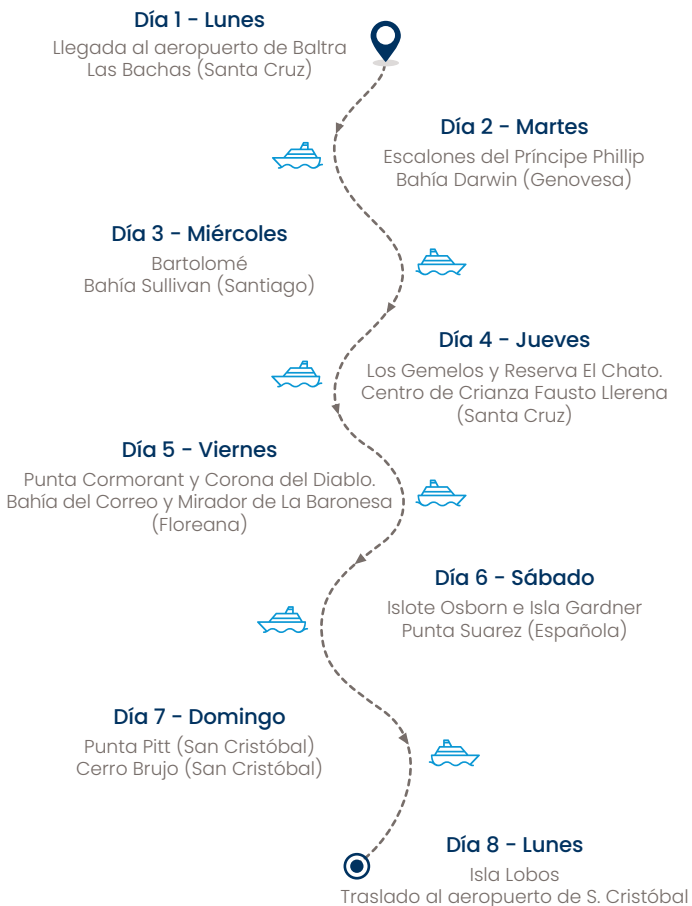 Día 1 - Lunes
Llegada al aeropuerto de Baltra
Las Bachas (Santa Cruz)
Día 2 - Martes
Escalones del Príncipe Phillip
Bahía Darwin (Genovesa)
Día 3 - Miércoles
Bartolomé
Bahía Sullivan (Santiago)
Día 4 - Jueves
Los Gemelos y Reserva El Chato.
Centro de Crianza Fausto Llerena
(Santa Cruz)
Día 5 - Viernes
Punta Cormorant y Corona del Diablo.
Bahía del Correo y Mirador de La Baronesa
(Floreana)
Día 6 - Sábado
Islote Osborn e Isla Gardner
Punta Suarez (Española)
Día 7 - Domingo
Punta Pitt (San Cristóbal)
Cerro Brujo (San Cristóbal)
Día 8 - Lunes
Isla Lobos
Traslado al aeropuerto de S. Cristóbal